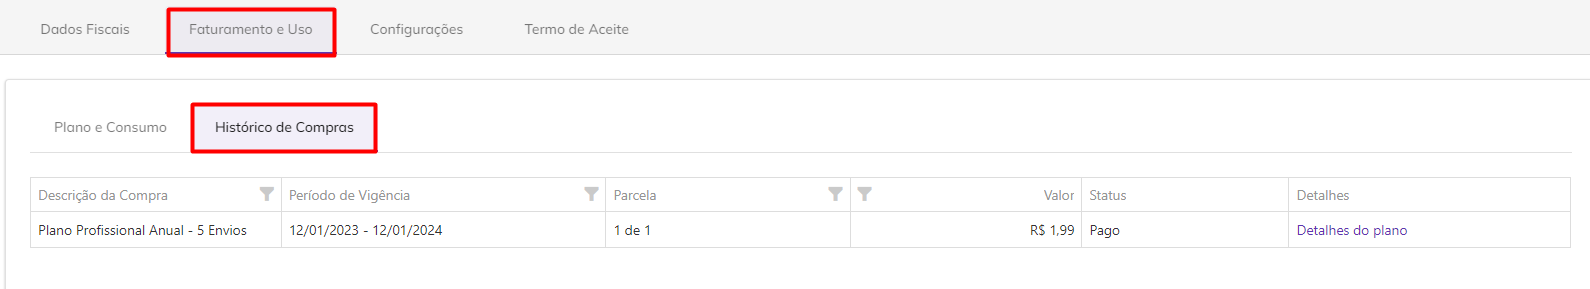 Dados Fiscais Faturamento e Uso Configurações Termo de Aceite
Plano e Consumo Histórico de Compras
Descrição da Compra Período de Vigência Parcela Valor Status Detalhes
Plano Profissional Anual - 5 Envios 12/01/2023 - 12/01/2024 1 de 1 R$ 1,99 Pago Detalhes do plano